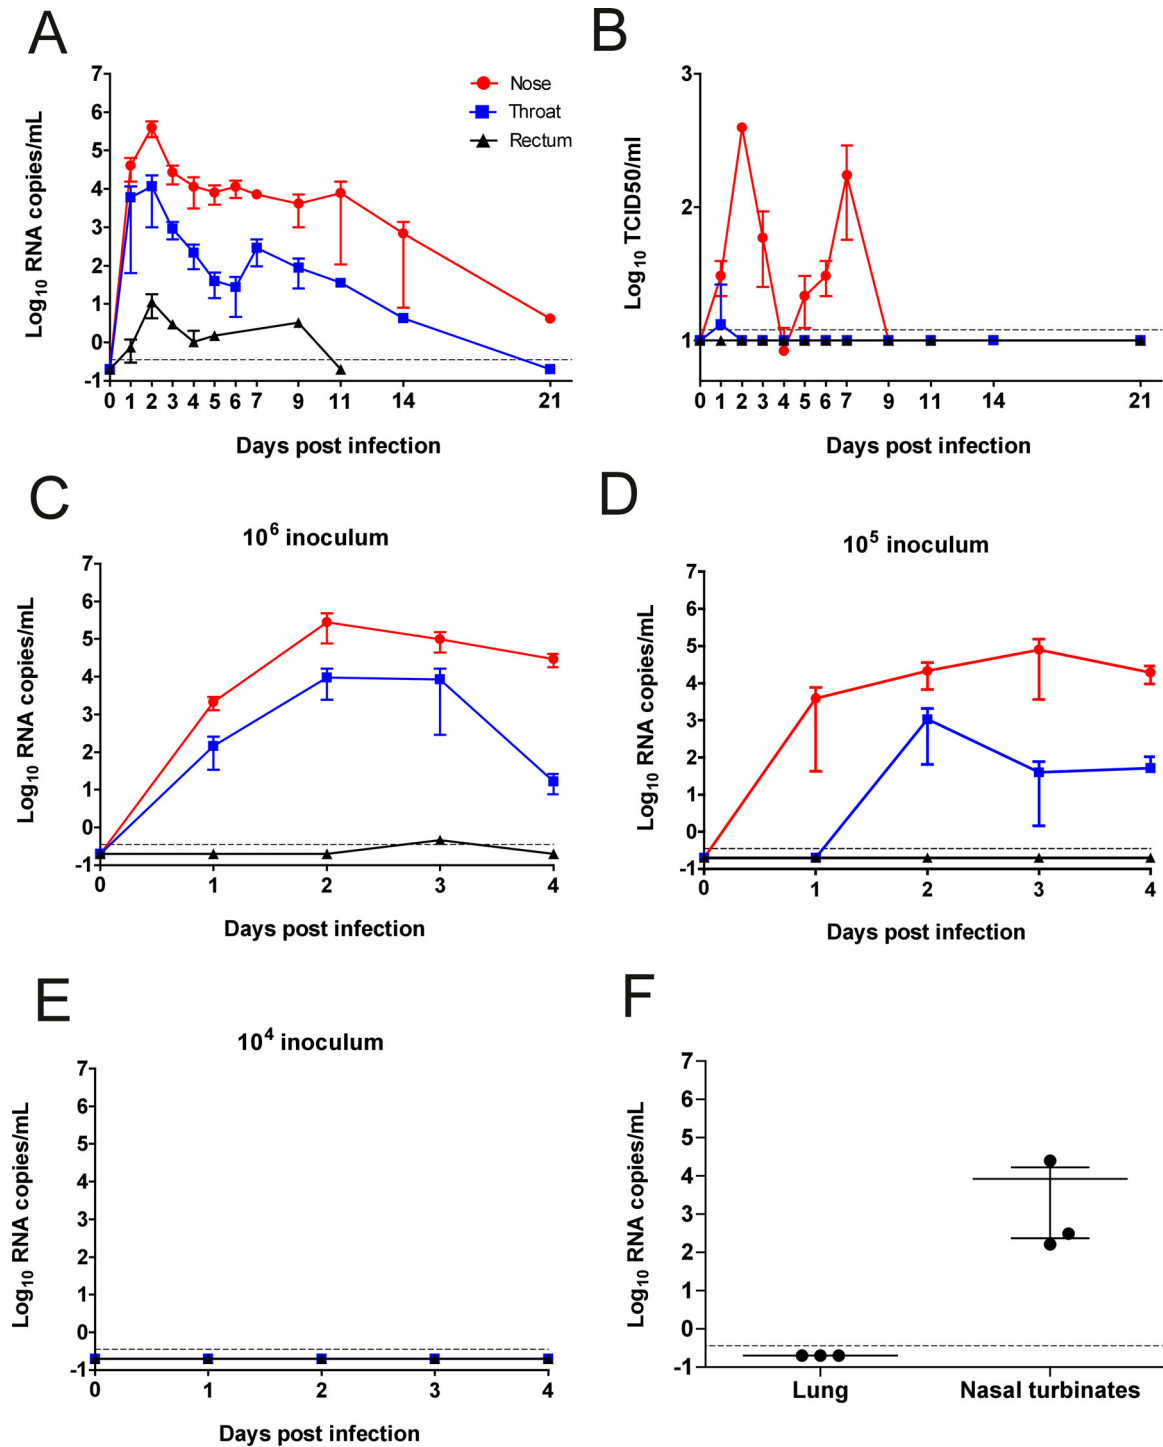 A
Log10 RNA copies/mL
7
6
5
4
3
2
1
0
-1
0 1 2 3 4 5 6 7 9 11 14 21
Days post infection
Nose
Throat
Rectum
B
Log10 TCID50/ml
3
2
1
0 1 2 3 4 5 6 7 9 11 14 21
Days post infection
C
10^6 inoculum
Log10 RNA copies/mL
7
6
5
4
3
2
1
0
-1
0 1 2 3 4
Days post infection
D
10^5 inoculum
Log10 RNA copies/mL
7
6
5
4
3
2
1
0
-1
0 1 2 3 4
Days post infection
E
10^4 inoculum
Log10 RNA copies/mL
7
6
5
4
3
2
1
0
-1
0 1 2 3 4
Days post infection
F
Log10 RNA copies/mL
7
6
5
4
3
2
1
0
-1
Lung Nasal turbinates